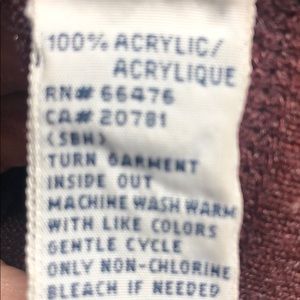 100% ACRYLIC/
ACRYLIQUE
RN# 66476
CA# 20781
(SBH)
TURN GARMENT
INSIDE OUT
MACHINE WASH WARM
WITH LIKE COLORS
GENTLE CYCLE
ONLY NON-CHLORINE
BLEACH IF NEEDED